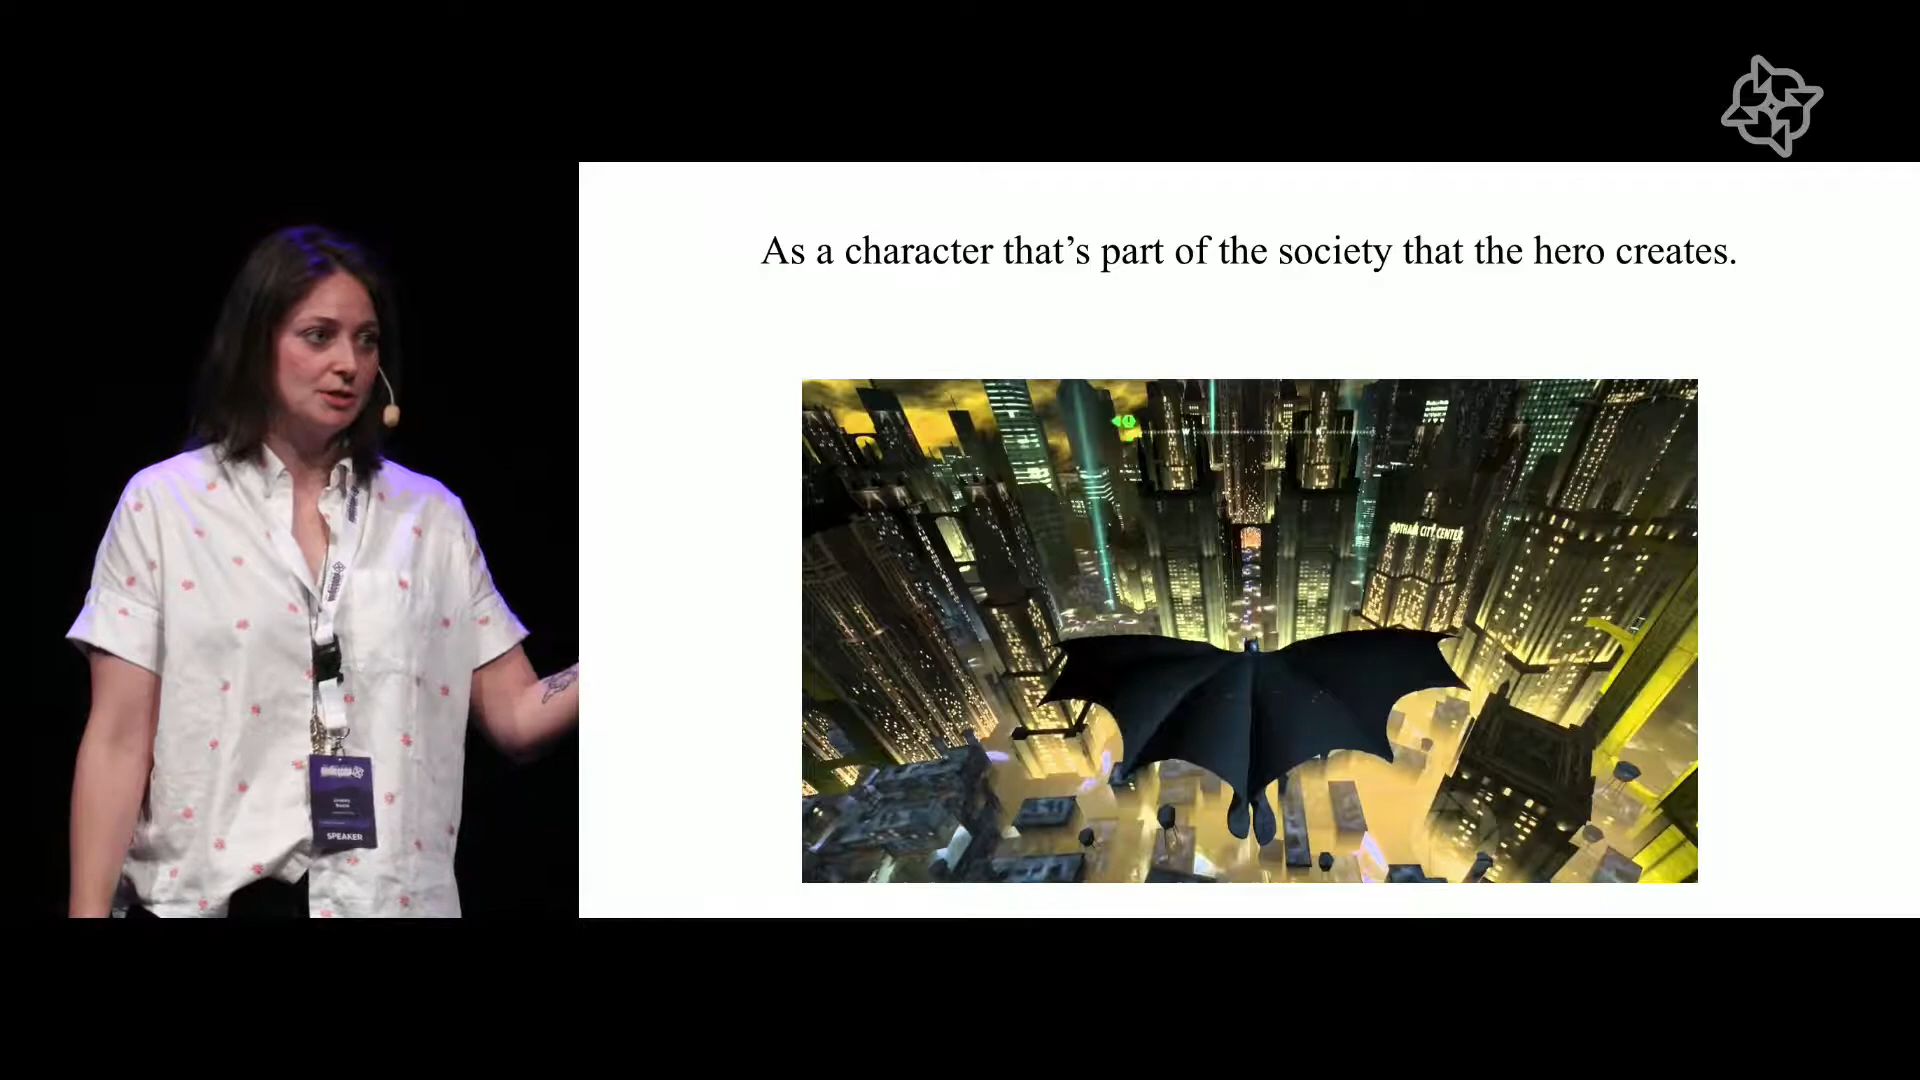 As a character that’s part of the society that the hero creates.
GOTHAM CITY CENTER
SPEAKER